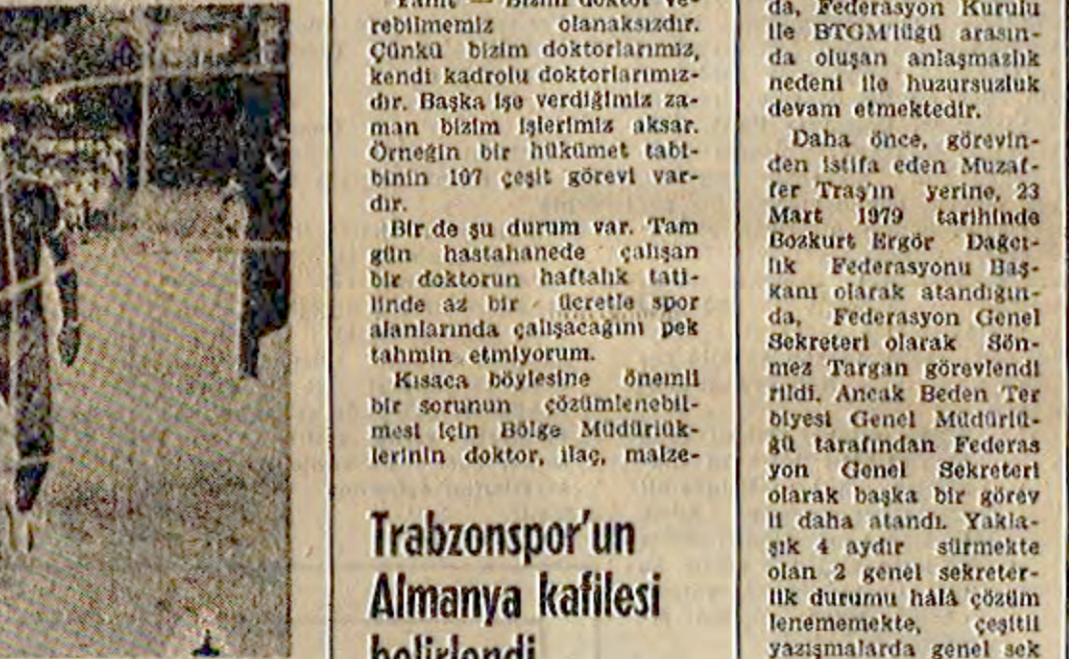 Yanıt — Bizim doktor ve-
rebilmemiz olanaksızdır.
Çünkü bizim doktorlarımız,
kendi kadrolu doktorlarımız-
dır. Başka işe verdiğimiz za-
man bizim işlerimiz aksar.
Örneğin bir hükümet tabi-
binin 107 çeşit görevi var-
dır.
Bir de şu durum var. Tam
gün hastahanede çalışan
bir doktorun haftalık tati-
linde az bir ücretle spor
alanlarında çalışacağını pek
tahmin etmiyorum.
Kısaca böylesine önemli
bir sorunun çözümlenebil-
mesi için Bölge Müdürlük-
lerinin doktor, ilaç, malze-
Trabzonspor'un
Almanya kafilesi
belirlendi
da, Federasyon Kurulu
ile BTGM'lüğü arasın-
da oluşan anlaşmazlık
nedeni ile huzursuzluk
devam etmektedir.
Daha önce, görevin-
den istifa eden Muzaf-
fer Traş'ın yerine, 23
Mart 1979 tarihinde
Bozkurt Ergör Dağcı-
lık Federasyonu Baş-
kanı olarak atandığın-
da, Federasyon Genel
Sekreteri olarak Sön-
mez Targan görevlendi
rildi. Ancak Beden Ter
biyesi Genel Müdürlü-
ğü tarafından Federas
yon Genel Sekreteri
olarak başka bir görev
li daha atandı. Yakla-
şık 4 aydır sürmekte
olan 2 genel sekreter-
lik durumu hâlâ çözüm
lenememekte, çeşitli
yazışmalarda genel sek